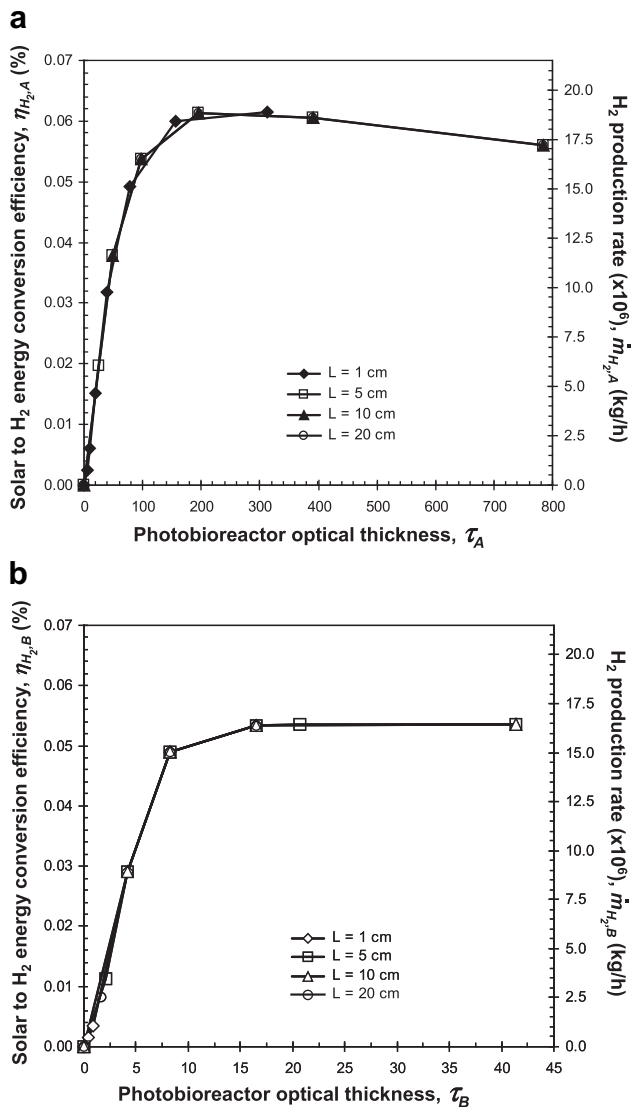 a
Solar to H2 energy conversion efficiency, ηH2,A (%)
0.07
0.06
0.05
0.04
0.03
0.02
0.01
0.00
20.0
17.5
15.0
12.5
10.0
7.5
5.0
2.5
0.0
H2 production rate (x10⁶), ṁH2,A (kg/h)
L = 1 cm
L = 5 cm
L = 10 cm
L = 20 cm
0 100 200 300 400 500 600 700 800
Photobioreactor optical thickness, τA
b
Solar to H2 energy conversion efficiency, ηH2,B (%)
0.07
0.06
0.05
0.04
0.03
0.02
0.01
0.00
20.0
17.5
15.0
12.5
10.0
7.5
5.0
2.5
0.0
H2 production rate (x10⁶), ṁH2,B (kg/h)
L = 1 cm
L = 5 cm
L = 10 cm
L = 20 cm
0 5 10 15 20 25 30 35 40 45
Photobioreactor optical thickness, τB